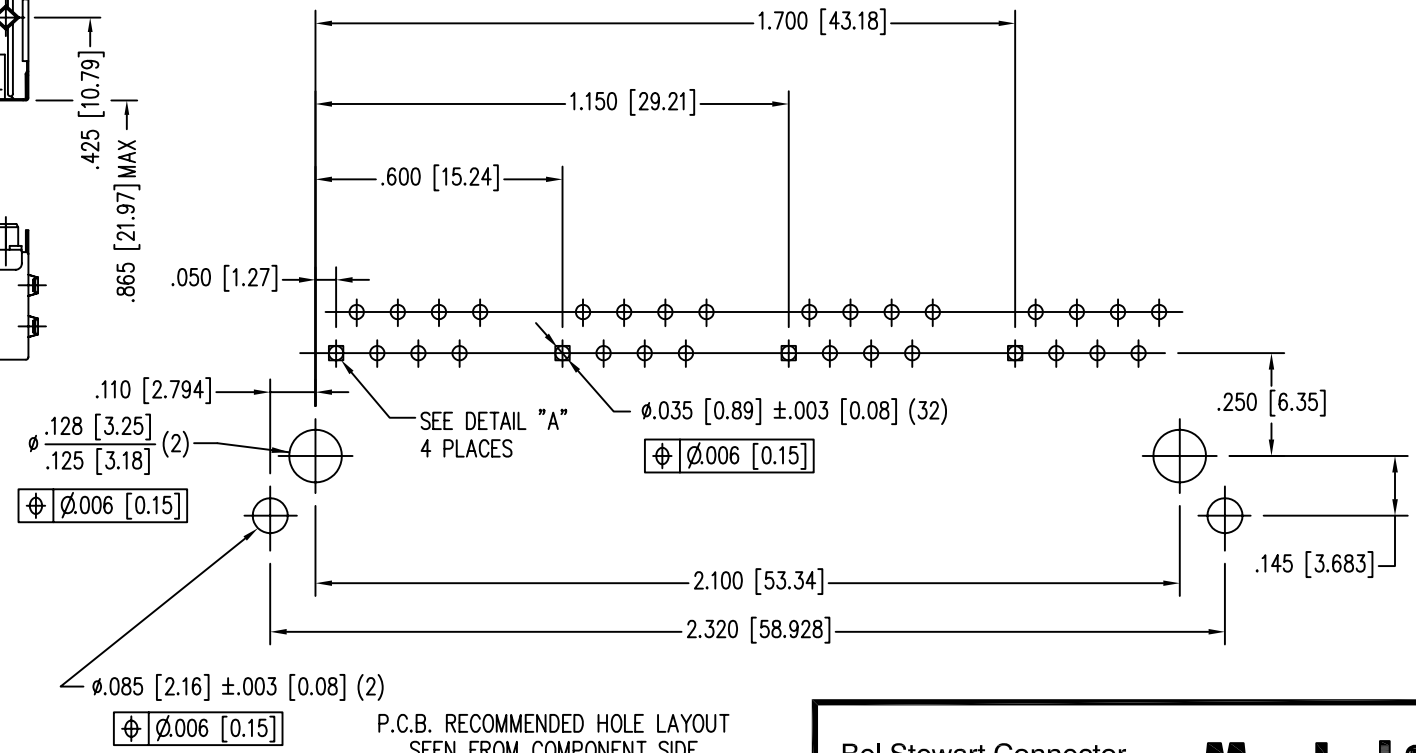 1.700 [43.18]
.425 [10.79]
1.150 [29.21]
.865 [21.97] MAX
.600 [15.24]
.050 [1.27]
.110 [2.794]
SEE DETAIL "A"
4 PLACES
ø.035 [0.89] ±.003 [0.08] (32)
⌖ Ø.006 [0.15]
.250 [6.35]
ø .128 [3.25]
.125 [3.18] (2)
⌖ Ø.006 [0.15]
.145 [3.683]
2.100 [53.34]
2.320 [58.928]
ø.085 [2.16] ±.003 [0.08] (2)
⌖ Ø.006 [0.15]
P.C.B. RECOMMENDED HOLE LAYOUT
SEEN FROM COMPONENT SIDE
Bel Stewart Connector